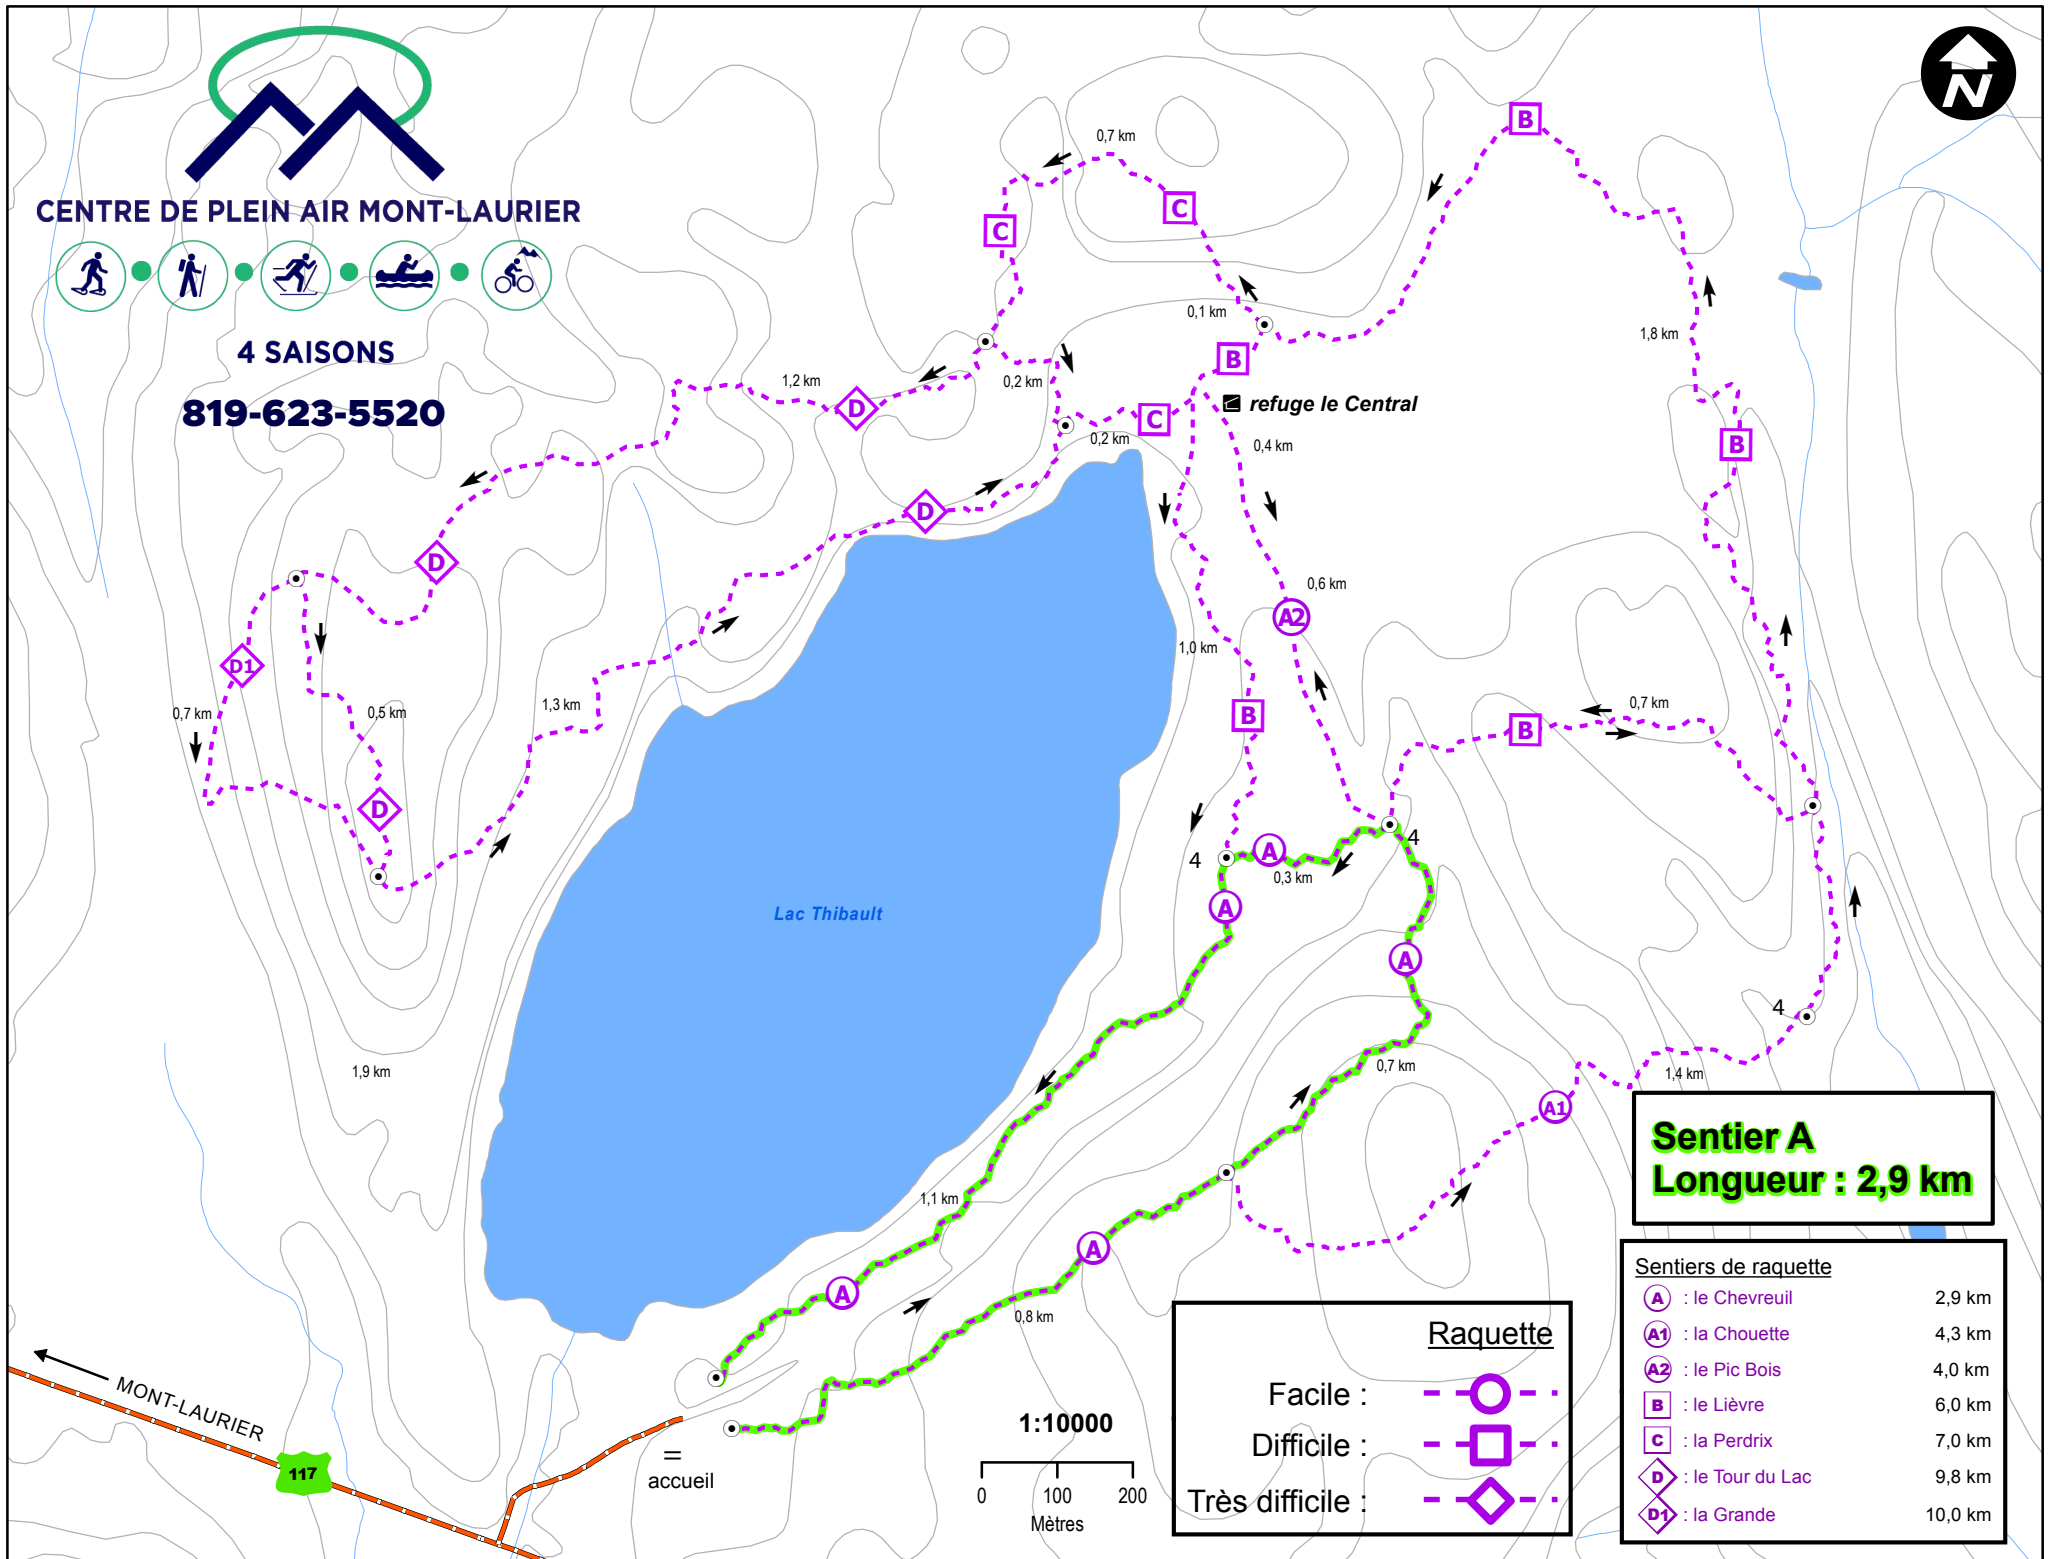 N
CENTRE DE PLEIN AIR MONT-LAURIER
4 SAISONS
819-623-5520
B
0,7 km
C
C
0,1 km
B
1,8 km
0,2 km
1,2 km
D
refuge le Central
C
0,2 km
0,4 km
B
D
D
0,6 km
A2
1,0 km
D1
0,7 km
0,5 km
1,3 km
B
0,7 km
B
D
4
4
A
0,3 km
A
Lac Thibault
A
4
1,9 km
0,7 km
1,4 km
A1
1,1 km
A
A
0,8 km
Sentier A
Longueur : 2,9 km
Sentiers de raquette
A : le Chevreuil 2,9 km
A1 : la Chouette 4,3 km
A2 : le Pic Bois 4,0 km
B : le Lièvre 6,0 km
C : la Perdrix 7,0 km
D : le Tour du Lac 9,8 km
D1 : la Grande 10,0 km
Raquette
Facile :
Difficile :
Très difficile :
MONT-LAURIER
117
accueil
1:10000
0 100 200
Mètres